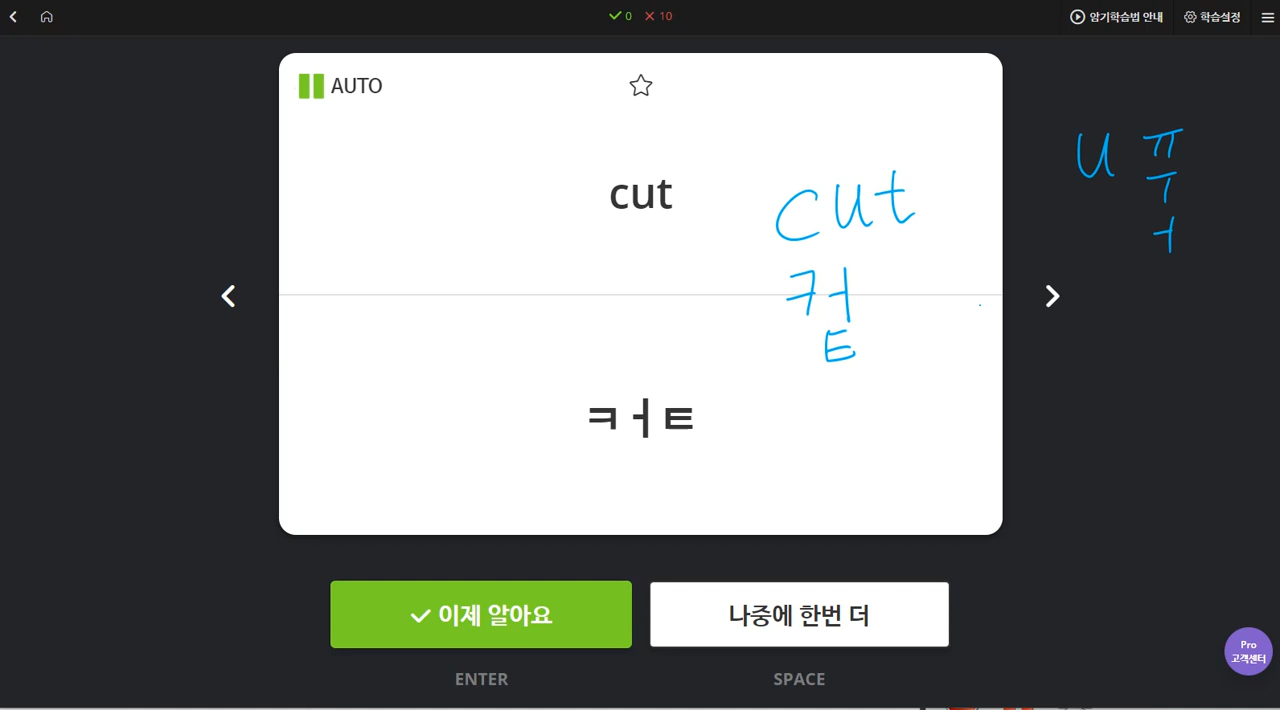 0 10 암기학습법 안내 학습설정
AUTO
cut
cut
커
ㅌ
u ㅠ
ㅜ
ㅓ
ㅋㅓㅌ
이제 알아요 나중에 한번 더
ENTER SPACE
Pro
고객센터